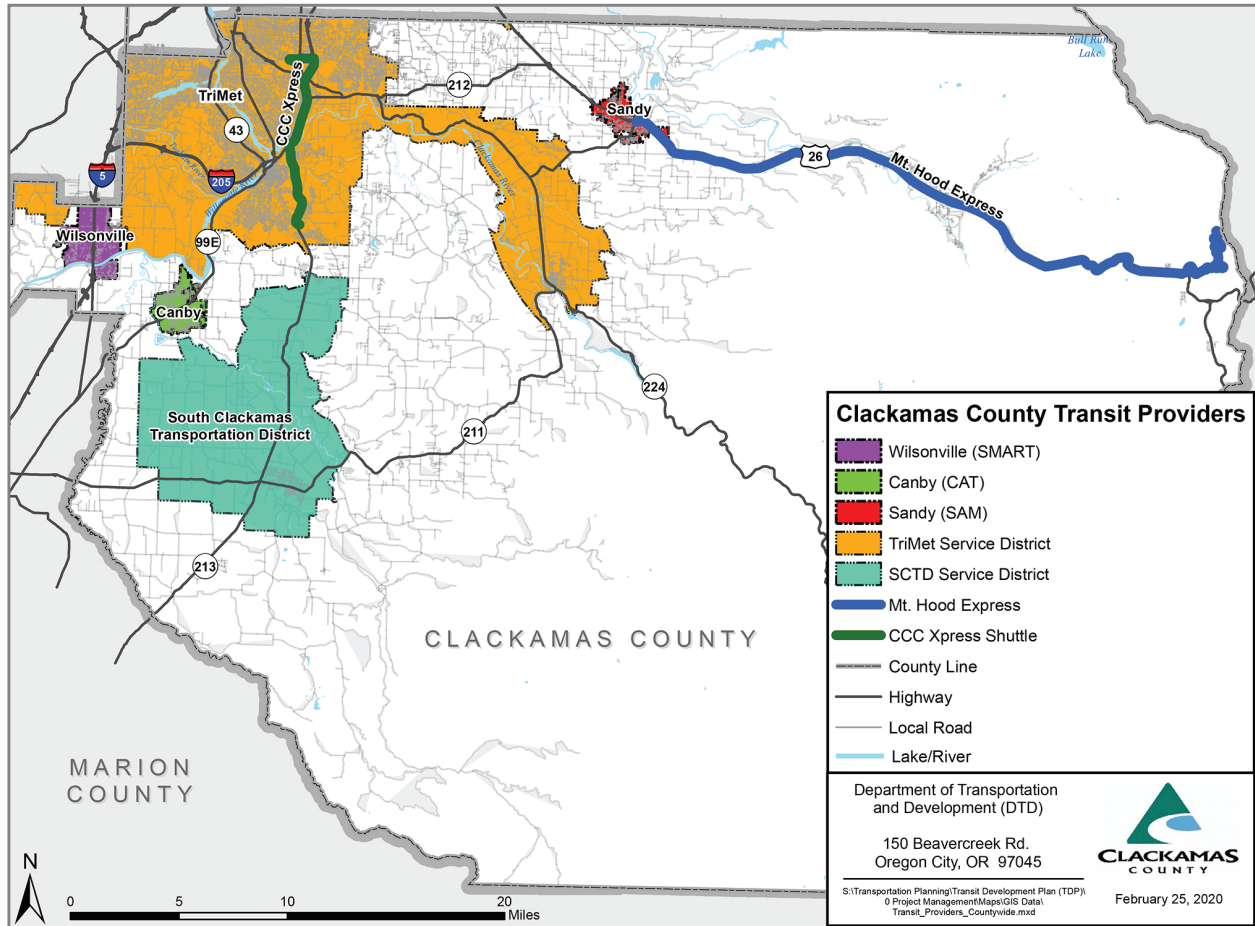 Bull Run
Lake
TriMet
CCC Xpress
212
Sandy
43
26
Mt. Hood Express
Clackamas River
5
205
Wilsonville
99E
Canby
224
South Clackamas
Transportation District
211
213
CLACKAMAS COUNTY
MARION
COUNTY
Clackamas County Transit Providers
Wilsonville (SMART)
Canby (CAT)
Sandy (SAM)
TriMet Service District
SCTD Service District
Mt. Hood Express
CCC Xpress Shuttle
County Line
Highway
Local Road
Lake/River
Department of Transportation
and Development (DTD)
150 Beavercreek Rd.
Oregon City, OR 97045
S:\Transportation Planning\Transit Development Plan (TDP)\
0 Project Management\Maps\GIS Data\
Transit_Providers_Countywide.mxd
CLACKAMAS
COUNTY
February 25, 2020
N
0 5 10 20
Miles